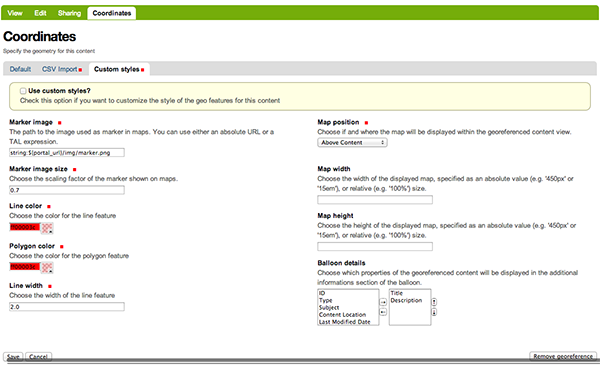 View Edit Sharing Coordinates
Coordinates
Specify the geometry for this content
Default CSV Import Custom styles
Use custom styles?
Check this option if you want to customize the style of the geo features for this content
Marker image
The path to the image used as marker in maps. You can use either an absolute URL or a
TAL expression.
string:${portal_url}/img/marker.png
Marker image size
Choose the scaling factor of the marker shown on maps.
0.7
Line color
Choose the color for the line feature
Polygon color
Choose the color for the polygon feature
Line width
Choose the width of the line feature
2.0
Map position
Choose if and where the map will be displayed within the georeferenced content view.
Above Content
Map width
Choose the width of the displayed map, specified as an absolute value (e.g. '450px' or
'15em'), or relative (e.g. '100%') size.
Map height
Choose the height of the displayed map, specified as an absolute value (e.g. '450px' or
'15em'), or relative (e.g. '100%') size.
Balloon details
Choose which properties of the georeferenced content will be displayed in the additional
informations section of the balloon.
ID
Type
Subject
Content Location
Last Modified Date
Title
Description
Save Cancel Remove georeference